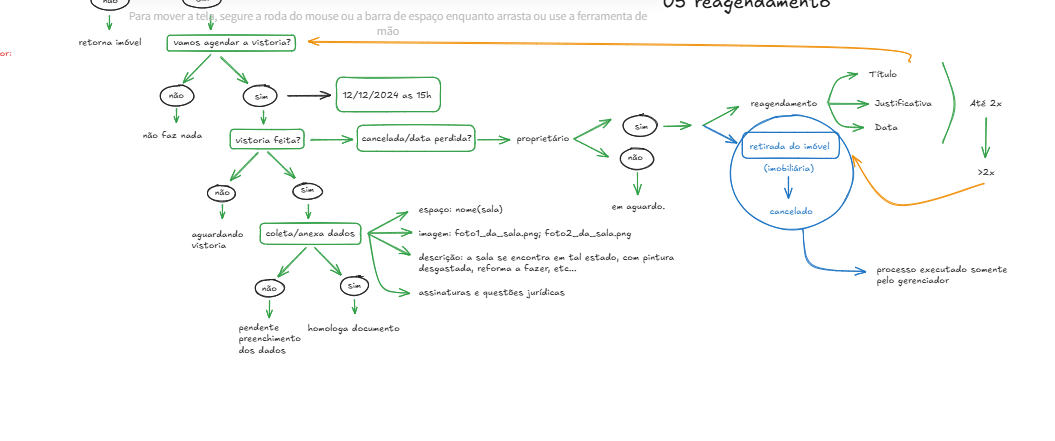 05 reagendamento
não
sim
Para mover a tela, segure a roda do mouse ou a barra de espaço enquanto arrasta ou use a ferramenta de
mão
retorna imóvel
vamos agendar a vistoria?
or:
não
sim
12/12/2024 as 15h
não faz nada
vistoria feita?
cancelada/data perdida?
proprietário
sim
não
em aguardo.
reagendamento
Título
Justificativa
Data
Até 2x
>2x
retirada do imóvel
(imobiliária)
cancelado
processo executado somente
pelo gerenciador
não
sim
aguardando
vistoria
coleta/anexa dados
espaço: nome(sala)
imagem: foto1_da_sala.png; foto2_da_sala.png
descrição: a sala se encontra em tal estado, com pintura
desgastada, reforma a fazer, etc...
assinaturas e questões jurídicas
não
sim
pendente
preenchimento
dos dados
homologa documento